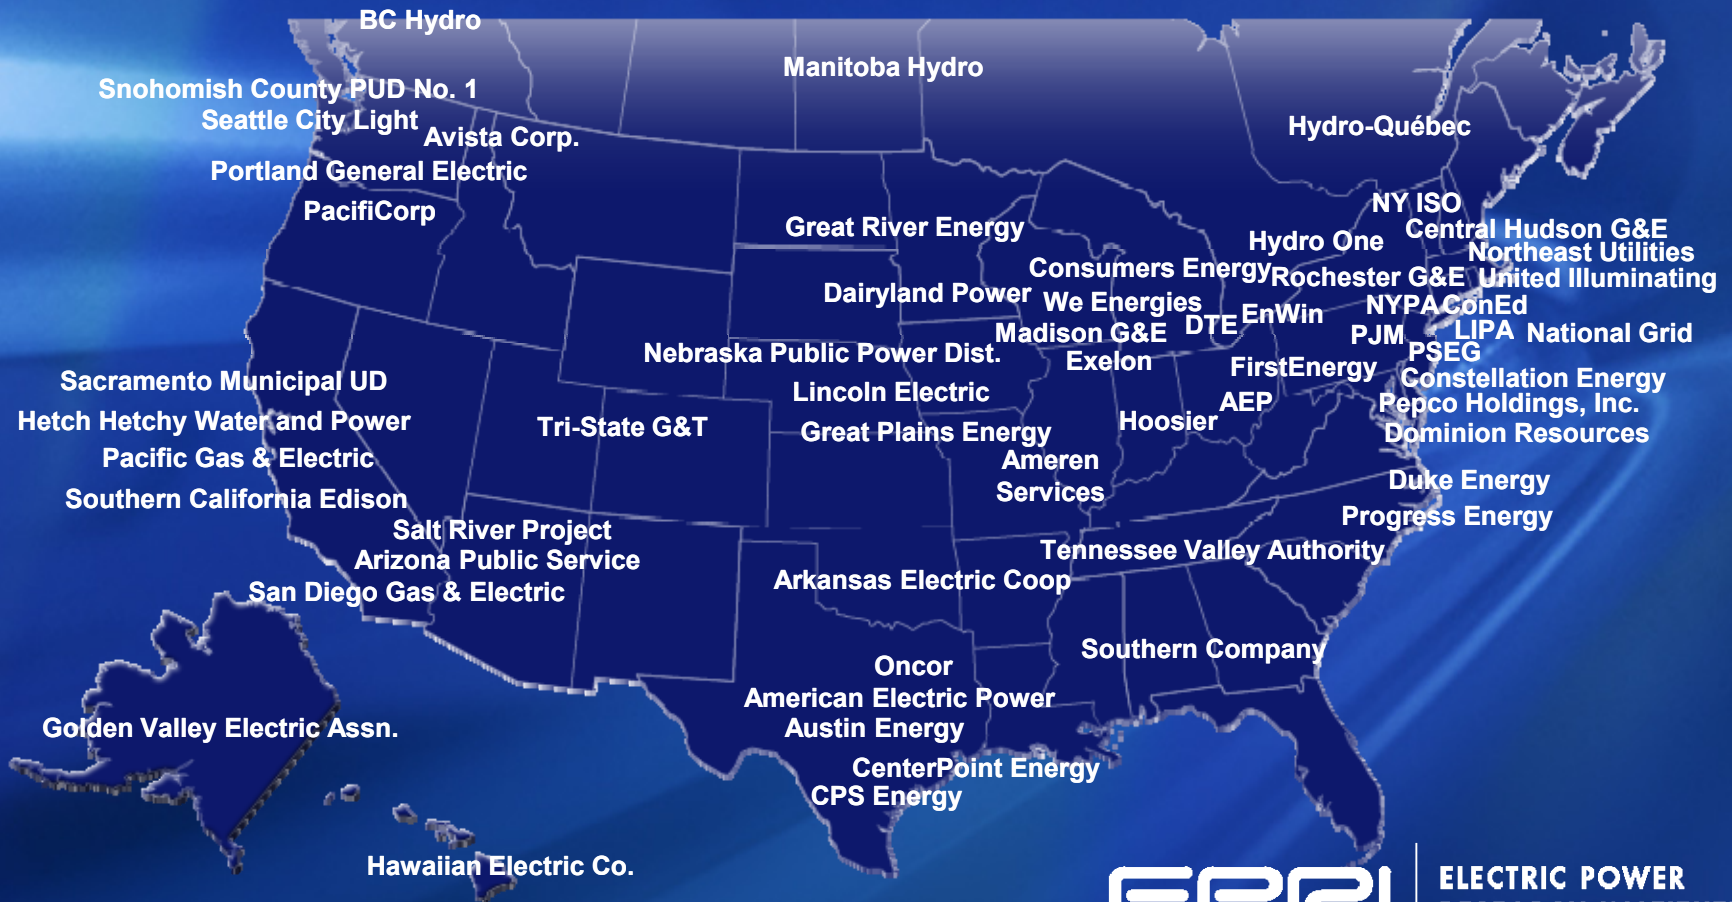 BC Hydro
Manitoba Hydro
Snohomish County PUD No. 1
Seattle City Light
Avista Corp.
Hydro-Québec
Portland General Electric
PacifiCorp
NY ISO
Great River Energy
Central Hudson G&E
Hydro One
Northeast Utilities
Consumers Energy
Rochester G&E
United Illuminating
Dairyland Power
We Energies
NYPA
ConEd
EnWin
DTE
Madison G&E
PJM
LIPA
National Grid
Nebraska Public Power Dist.
Exelon
PSEG
FirstEnergy
Sacramento Municipal UD
Constellation Energy
Lincoln Electric
AEP
Pepco Holdings, Inc.
Hetch Hetchy Water and Power
Tri-State G&T
Hoosier
Great Plains Energy
Dominion Resources
Pacific Gas & Electric
Ameren
Services
Duke Energy
Southern California Edison
Progress Energy
Salt River Project
Tennessee Valley Authority
Arizona Public Service
Arkansas Electric Coop
San Diego Gas & Electric
Southern Company
Oncor
American Electric Power
Golden Valley Electric Assn.
Austin Energy
CenterPoint Energy
CPS Energy
Hawaiian Electric Co.
EPRI
ELECTRIC POWER